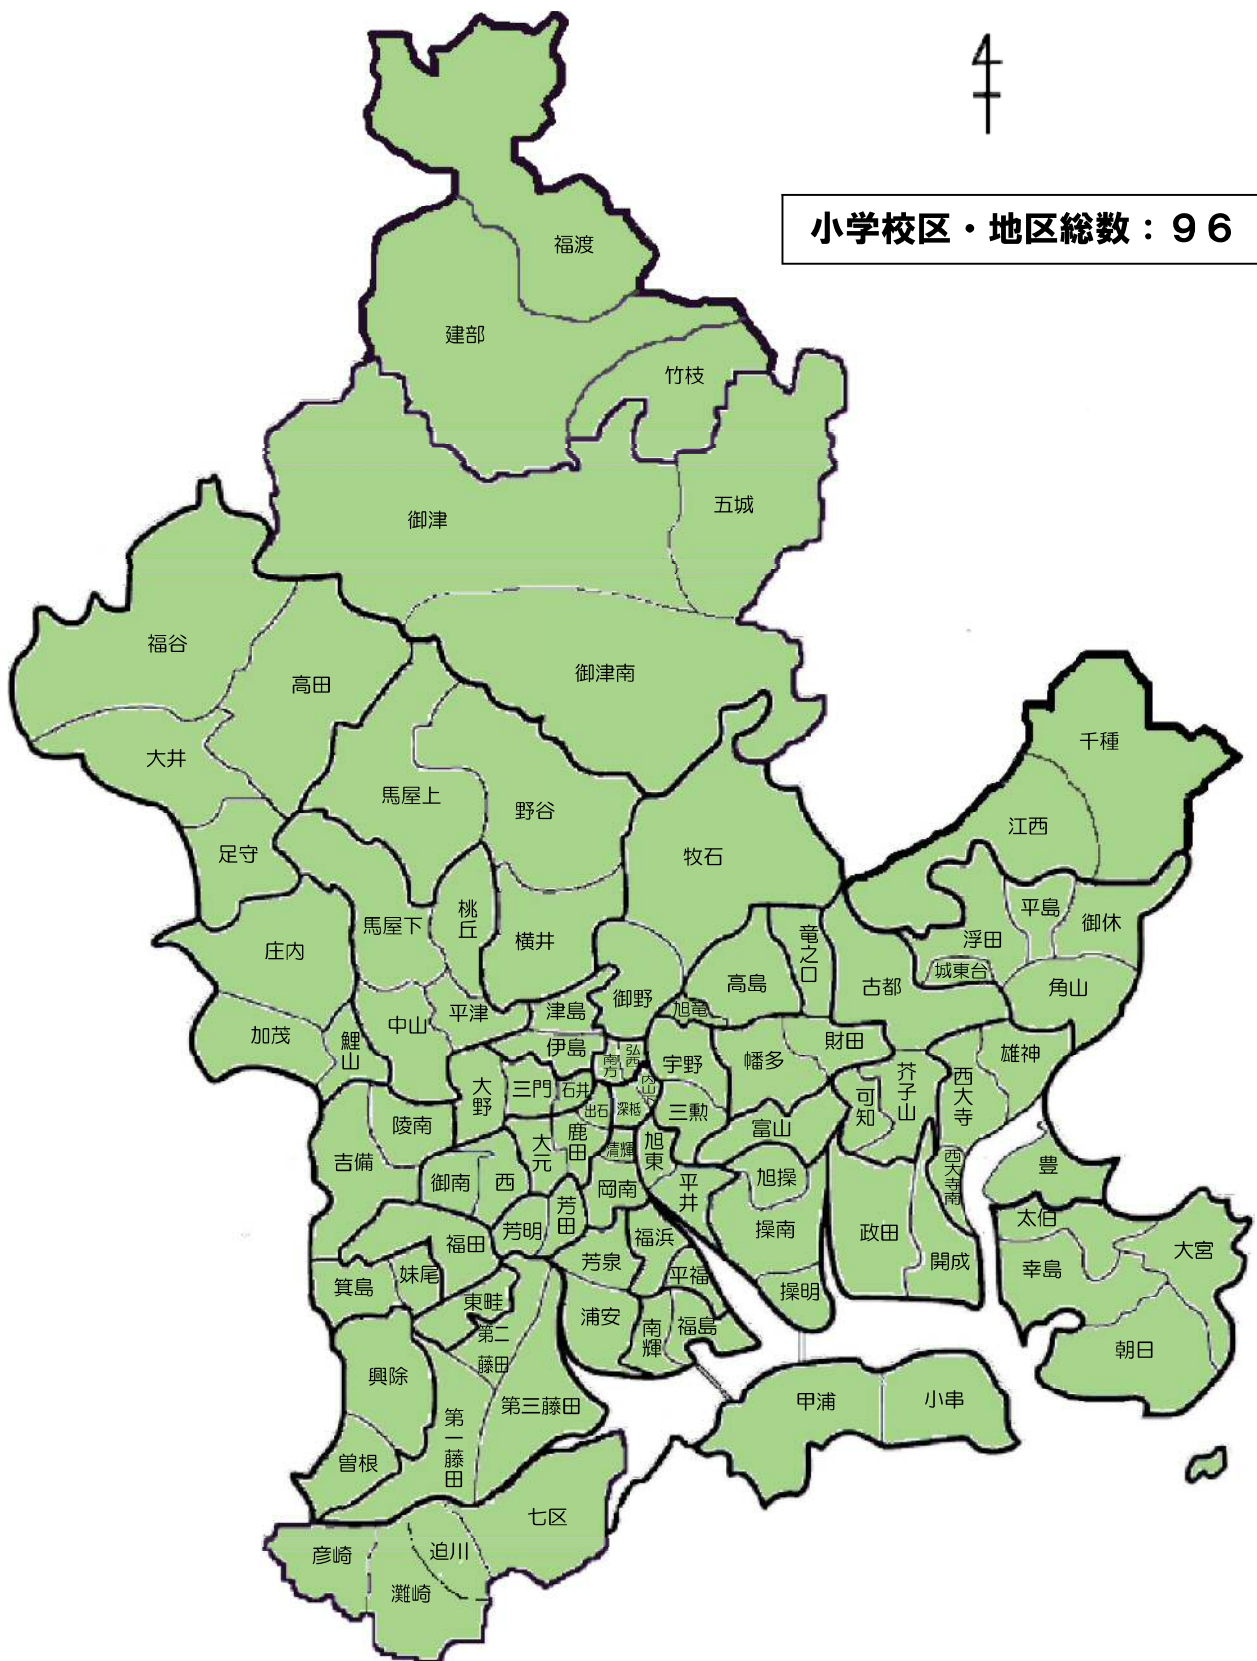 小学校区・地区総数：９６
福渡
建部
竹枝
五城
御津
福谷
御津南
高田
千種
大井
馬屋上
野谷
江西
足守
牧石
平島
御休
桃丘
馬屋下
横井
竜之口
浮田
庄内
城東台
高島
古都
角山
御野
旭竜
津島
平津
中山
加茂
鯉山
伊島
弘西
南方
宇野
幡多
財田
雄神
芥子山
西大寺
大野
三門
石井
内山下
可知
出石
深柢
三勲
陵南
富山
吉備
大元
鹿田
清輝
旭東
西大寺南
豊
御南
西
岡南
平井
旭操
芳田
太伯
芳明
福浜
操南
政田
大宮
福田
芳泉
開成
幸島
妹尾
平福
箕島
操明
東畦
浦安
南輝
福島
第二藤田
朝日
興除
第三藤田
甲浦
小串
第一藤田
曽根
七区
彦崎
迫川
灘崎